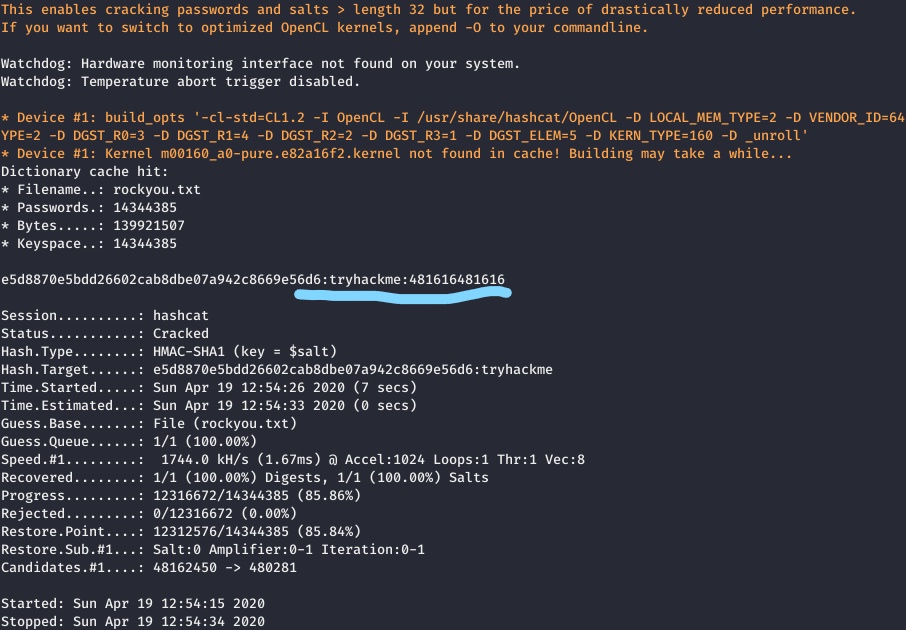 This enables cracking passwords and salts > length 32 but for the price of drastically reduced performance.
If you want to switch to optimized OpenCL kernels, append -O to your commandline.
Watchdog: Hardware monitoring interface not found on your system.
Watchdog: Temperature abort trigger disabled.
* Device #1: build_opts '-cl-std=CL1.2 -I OpenCL -I /usr/share/hashcat/OpenCL -D LOCAL_MEM_TYPE=2 -D VENDOR_ID=64
YPE=2 -D DGST_R0=3 -D DGST_R1=4 -D DGST_R2=2 -D DGST_R3=1 -D DGST_ELEM=5 -D KERN_TYPE=160 -D _unroll'
* Device #1: Kernel m00160_a0-pure.e82a16f2.kernel not found in cache! Building may take a while...
Dictionary cache hit:
* Filename..: rockyou.txt
* Passwords.: 14344385
* Bytes.....: 139921507
* Keyspace..: 14344385
e5d8870e5bdd26602cab8dbe07a942c8669e56d6:tryhackme:481616481616
Session..........: hashcat
Status...........: Cracked
Hash.Type........: HMAC-SHA1 (key = $salt)
Hash.Target......: e5d8870e5bdd26602cab8dbe07a942c8669e56d6:tryhackme
Time.Started.....: Sun Apr 19 12:54:26 2020 (7 secs)
Time.Estimated...: Sun Apr 19 12:54:33 2020 (0 secs)
Guess.Base.......: File (rockyou.txt)
Guess.Queue......: 1/1 (100.00%)
Speed.#1.........:  1744.0 kH/s (1.67ms) @ Accel:1024 Loops:1 Thr:1 Vec:8
Recovered........: 1/1 (100.00%) Digests, 1/1 (100.00%) Salts
Progress.........: 12316672/14344385 (85.86%)
Rejected.........: 0/12316672 (0.00%)
Restore.Point....: 12312576/14344385 (85.84%)
Restore.Sub.#1...: Salt:0 Amplifier:0-1 Iteration:0-1
Candidates.#1....: 48162450 -> 480281
Started: Sun Apr 19 12:54:15 2020
Stopped: Sun Apr 19 12:54:34 2020